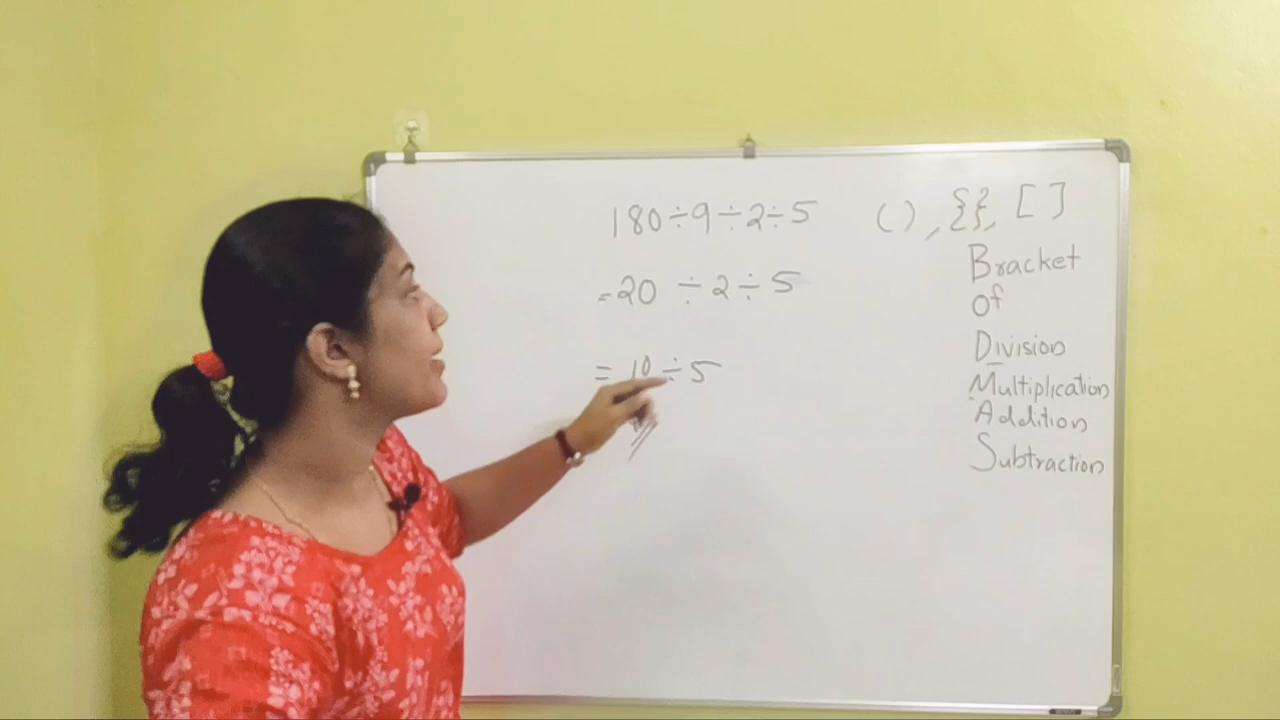 180÷9÷2÷5
(), {}, []
=20 ÷2÷5
= 10÷5
Bracket
Of
Division
Multiplication
Addition
Subtraction